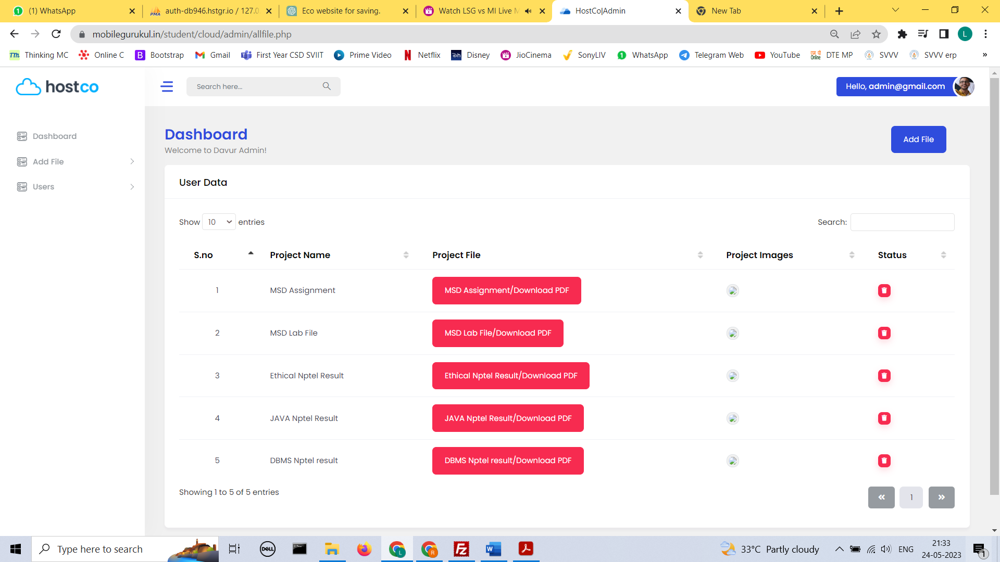 (1) WhatsApp
auth-db946.hstgr.io / 127.0
Eco website for saving.
Watch LSG vs MI Live M
HostCo|Admin
New Tab
mobilegurukul.in/student/cloud/admin/allfile.php
L
Thinking MC
Online C
Bootstrap
Gmail
First Year CSD SVIIT
Prime Video
Netflix
Disney
JioCinema
SonyLIV
WhatsApp
Telegram Web
YouTube
DTE MP
SVVV
SVVV erp
»
hostco
Search here...
Hello, admin@gmail.com
Dashboard
Add File
Users
Dashboard
Welcome to Davur Admin!
Add File
User Data
Show 10 entries
Search:
S.no Project Name Project File Project Images Status
1 MSD Assignment MSD Assignment/Download PDF
2 MSD Lab File MSD Lab File/Download PDF
3 Ethical Nptel Result Ethical Nptel Result/Download PDF
4 JAVA Nptel Result JAVA Nptel Result/Download PDF
5 DBMS Nptel result DBMS Nptel result/Download PDF
Showing 1 to 5 of 5 entries
« 1 »
Type here to search
DELL
33°C Partly cloudy
ENG
21:33
24-05-2023
1